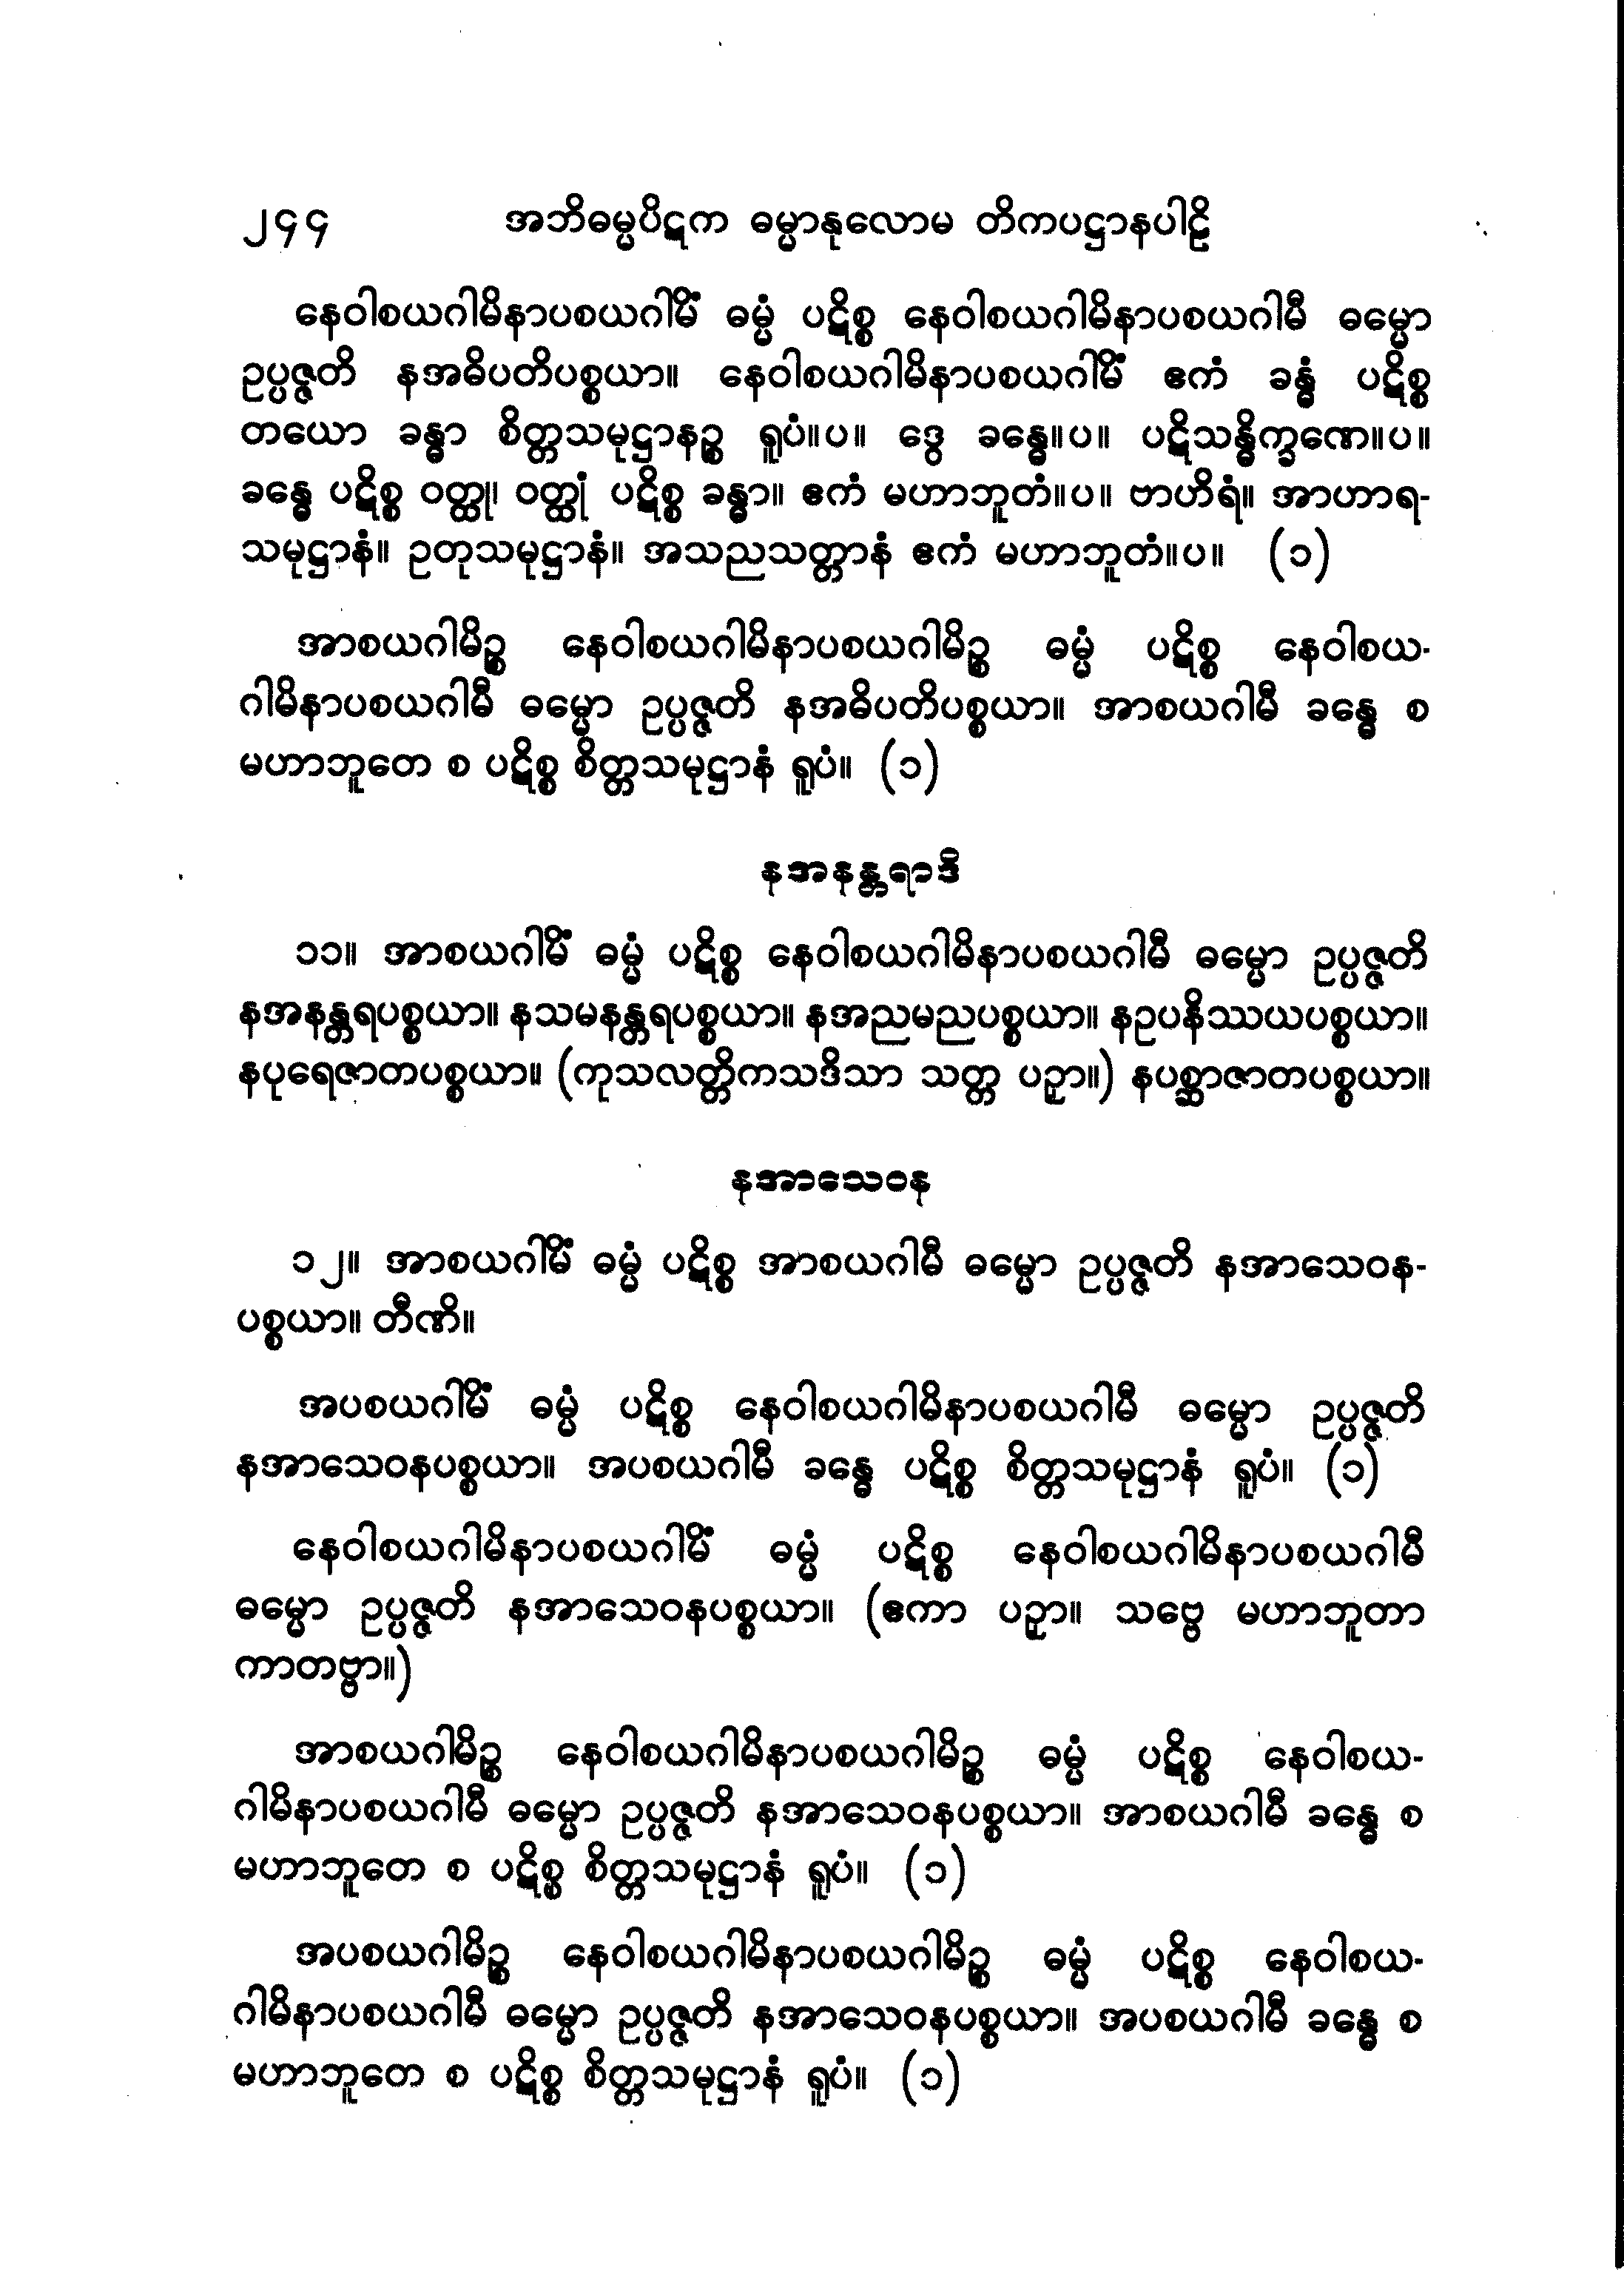 ၂၄၄ အဘိဓမ္မပိဋက ဓမ္မာနုလောမ တိကပဋ္ဌာနပါဠိ
နေဝါစယဂါမိနာပစယဂါမိံ ဓမ္မံ ပဋိစ္စ နေဝါစယဂါမိနာပစယဂါမီ ဓမ္မော
ဥပ္ပဇ္ဇတိ နအဓိပတိပစ္စယာ။ နေဝါစယဂါမိနာပစယဂါမိံ ဧကံ ခန္ဓံ ပဋိစ္စ
တယော ခန္ဓာ စိတ္တသမုဋ္ဌာနဉ္စ ရူပံ။ပ။ ဒွေ ခန္ဓေ။ပ။ ပဋိသန္ဓိက္ခဏေ။ပ။
ခန္ဓေ ပဋိစ္စ ဝတ္ထု၊ ဝတ္ထုံ ပဋိစ္စ ခန္ဓာ။ ဧကံ မဟာဘူတံ။ပ။ ဗာဟိရံ။ အာဟာရ-
သမုဋ္ဌာနံ။ ဥတုသမုဋ္ဌာနံ။ အသညသတ္တာနံ ဧကံ မဟာဘူတံ။ပ။ (၁)
အာစယဂါမိဉ္စ နေဝါစယဂါမိနာပစယဂါမိဉ္စ ဓမ္မံ ပဋိစ္စ နေဝါစယ-
ဂါမိနာပစယဂါမီ ဓမ္မော ဥပ္ပဇ္ဇတိ နအဓိပတိပစ္စယာ။ အာစယဂါမီ ခန္ဓေ စ
မဟာဘူတေ စ ပဋိစ္စ စိတ္တသမုဋ္ဌာနံ ရူပံ။ (၁)
နအနန္တရာဒိ
၁၁။ အာစယဂါမိံ ဓမ္မံ ပဋိစ္စ နေဝါစယဂါမိနာပစယဂါမီ ဓမ္မော ဥပ္ပဇ္ဇတိ
နအနန္တရပစ္စယာ။ နသမနန္တရပစ္စယာ။ နအညမညပစ္စယာ။ နဥပနိဿယပစ္စယာ။
နပုရေဇာတပစ္စယာ။ (ကုသလတ္တိကသဒိသာ သတ္တ ပဉှာ။) နပစ္ဆာဇာတပစ္စယာ။
နအာသေဝန
၁၂။ အာစယဂါမိံ ဓမ္မံ ပဋိစ္စ အာစယဂါမီ ဓမ္မော ဥပ္ပဇ္ဇတိ နအာသေဝန-
ပစ္စယာ။ တီဏိ။
အပစယဂါမိံ ဓမ္မံ ပဋိစ္စ နေဝါစယဂါမိနာပစယဂါမီ ဓမ္မော ဥပ္ပဇ္ဇတိ
နအာသေဝနပစ္စယာ။ အပစယဂါမီ ခန္ဓေ ပဋိစ္စ စိတ္တသမုဋ္ဌာနံ ရူပံ။ (၁)
နေဝါစယဂါမိနာပစယဂါမိံ ဓမ္မံ ပဋိစ္စ နေဝါစယဂါမိနာပစယဂါမီ
ဓမ္မော ဥပ္ပဇ္ဇတိ နအာသေဝနပစ္စယာ။ (ဧကာ ပဉှာ။ သဗ္ဗေ မဟာဘူတာ
ကာတဗ္ဗာ။)
အာစယဂါမိဉ္စ နေဝါစယဂါမိနာပစယဂါမိဉ္စ ဓမ္မံ ပဋိစ္စ နေဝါစယ-
ဂါမိနာပစယဂါမီ ဓမ္မော ဥပ္ပဇ္ဇတိ နအာသေဝနပစ္စယာ။ အာစယဂါမီ ခန္ဓေ စ
မဟာဘူတေ စ ပဋိစ္စ စိတ္တသမုဋ္ဌာနံ ရူပံ။ (၁)
အပစယဂါမိဉ္စ နေဝါစယဂါမိနာပစယဂါမိဉ္စ ဓမ္မံ ပဋိစ္စ နေဝါစယ-
ဂါမိနာပစယဂါမီ ဓမ္မော ဥပ္ပဇ္ဇတိ နအာသေဝနပစ္စယာ။ အပစယဂါမီ ခန္ဓေ စ
မဟာဘူတေ စ ပဋိစ္စ စိတ္တသမုဋ္ဌာနံ ရူပံ။ (၁)